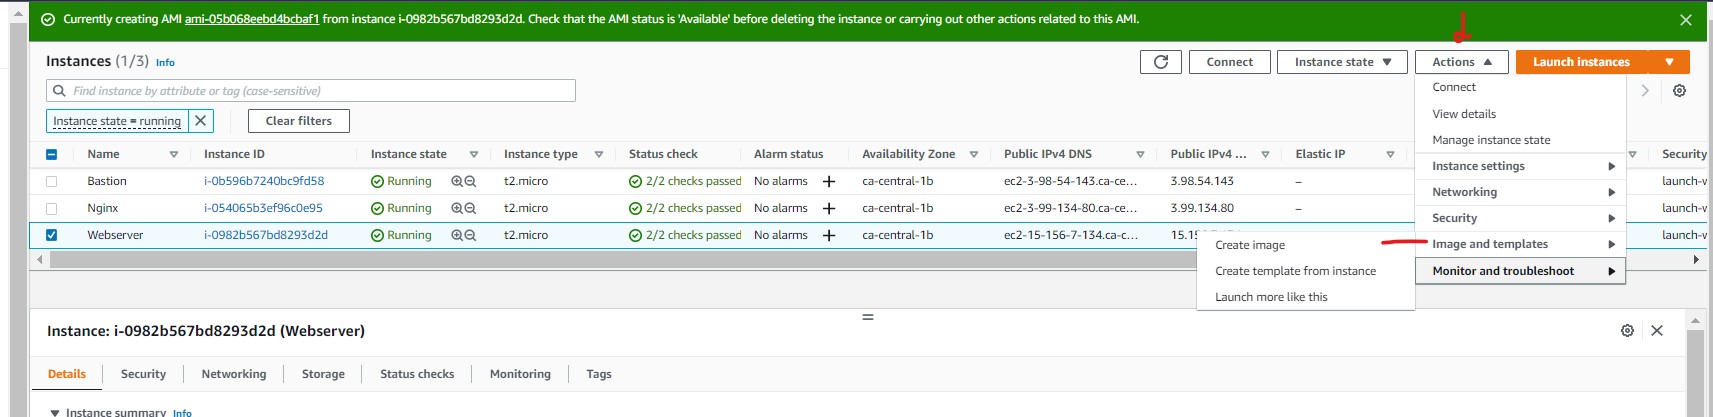 Currently creating AMI ami-05b068eebd4bcbaf1 from instance i-0982b567bd8293d2d. Check that the AMI status is 'Available' before deleting the instance or carrying out other actions related to this AMI.
Instances (1/3) Info
Connect
Instance state
Actions
Launch instances
Find instance by attribute or tag (case-sensitive)
Instance state = running
Clear filters
Connect
View details
Manage instance state
Instance settings
Networking
Security
Image and templates
Monitor and troubleshoot
Create image
Create template from instance
Launch more like this
Name Instance ID Instance state Instance type Status check Alarm status Availability Zone Public IPv4 DNS Public IPv4 ... Elastic IP Security
Bastion i-0b596b7240bc9fd58 Running t2.micro 2/2 checks passed No alarms + ca-central-1b ec2-3-98-54-143.ca-ce... 3.98.54.143 – launch-w
Nginx i-054065b3ef96c0e95 Running t2.micro 2/2 checks passed No alarms + ca-central-1b ec2-3-99-134-80.ca-ce... 3.99.134.80 – launch-w
Webserver i-0982b567bd8293d2d Running t2.micro 2/2 checks passed No alarms + ca-central-1b ec2-15-156-7-134.ca-c... launch-w
Instance: i-0982b567bd8293d2d (Webserver)
Details Security Networking Storage Status checks Monitoring Tags
Instance summary Info